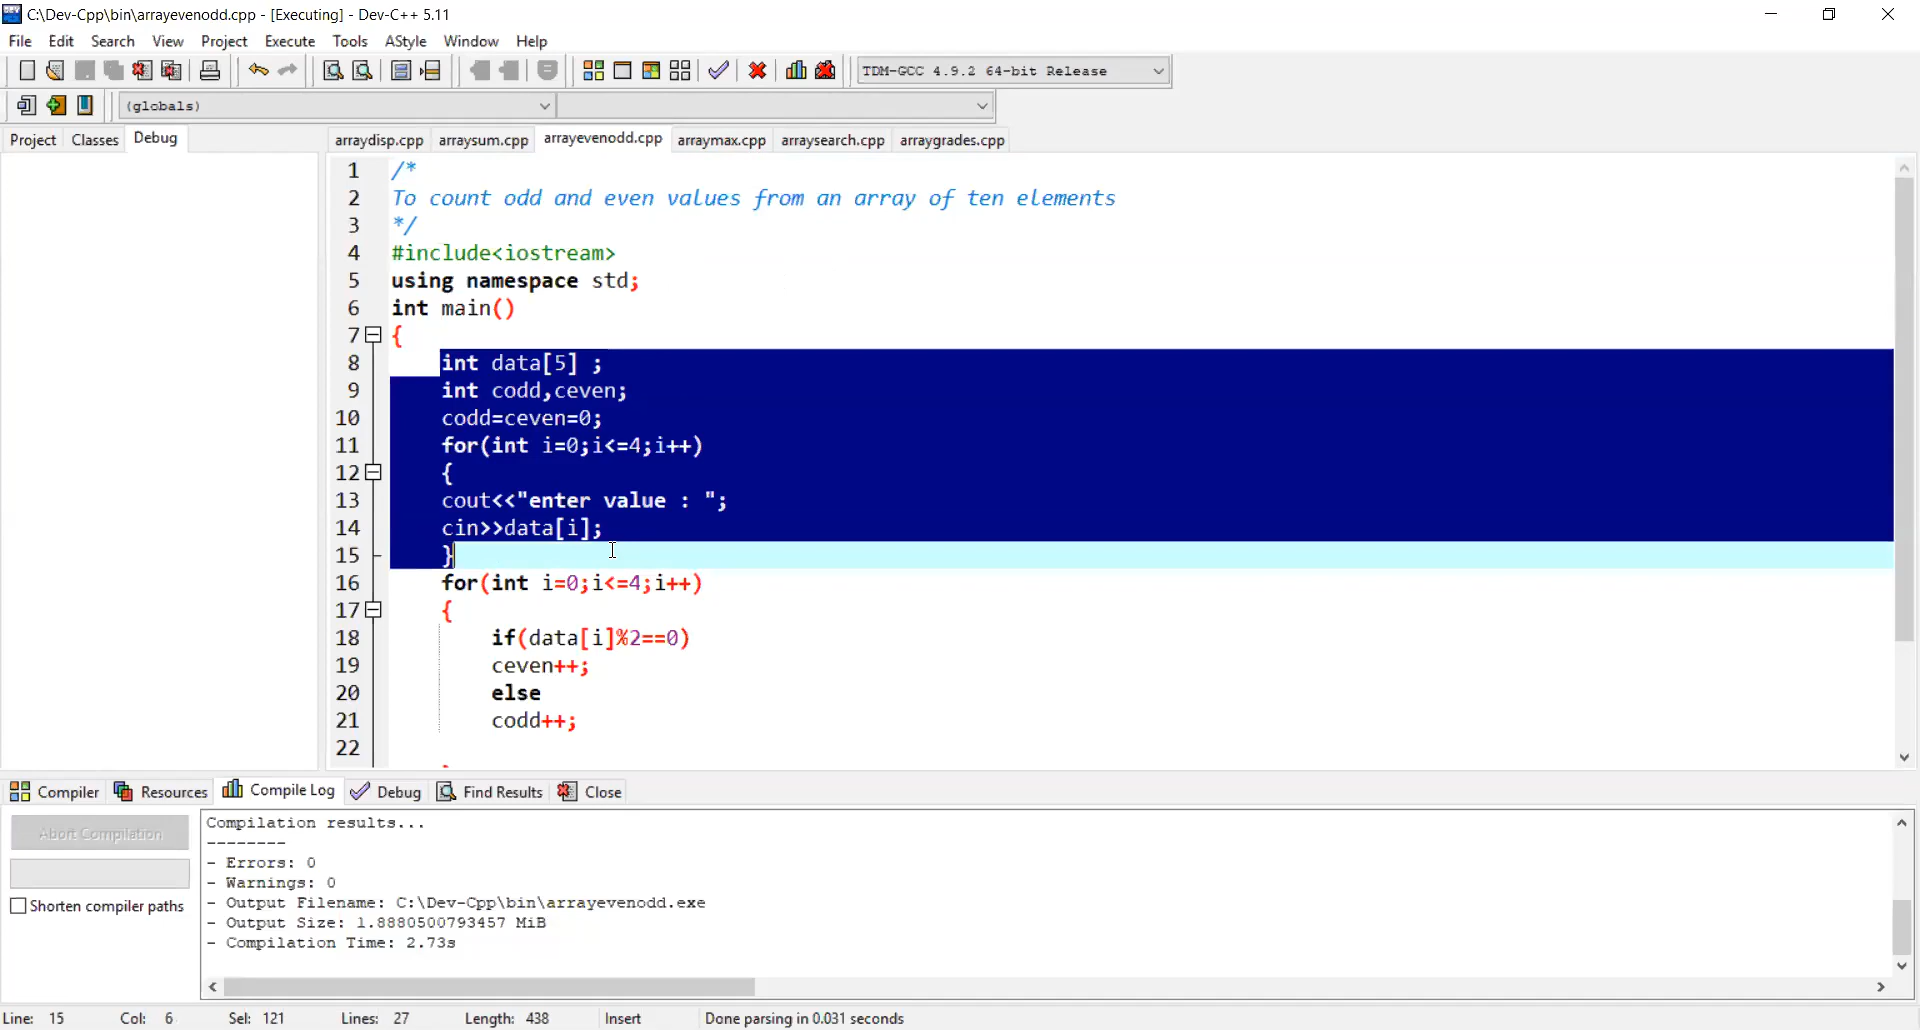 C:\Dev-Cpp\bin\arrayevenodd.cpp - [Executing] - Dev-C++ 5.11
File Edit Search View Project Execute Tools AStyle Window Help
TDM-GCC 4.9.2 64-bit Release
(globals)
Project Classes Debug
arraydisp.cpp arraysum.cpp arrayevenodd.cpp arraymax.cpp arraysearch.cpp arraygrades.cpp
1 /*
2 To count odd and even values from an array of ten elements
3 */
4 #include<iostream>
5 using namespace std;
6 int main()
7 {
8 int data[5] ;
9 int codd,ceven;
10 codd=ceven=0;
11 for(int i=0;i<=4;i++)
12 {
13 cout<<"enter value : ";
14 cin>>data[i];
15 }
16 for(int i=0;i<=4;i++)
17 {
18 if(data[i]%2==0)
19 ceven++;
20 else
21 codd++;
22
Compiler Resources Compile Log Debug Find Results Close
Abort Compilation
Shorten compiler paths
Compilation results...
--------
- Errors: 0
- Warnings: 0
- Output Filename: C:\Dev-Cpp\bin\arrayevenodd.exe
- Output Size: 1.8880500793457 MiB
- Compilation Time: 2.73s
Line: 15 Col: 6 Sel: 121 Lines: 27 Length: 438 Insert Done parsing in 0.031 seconds